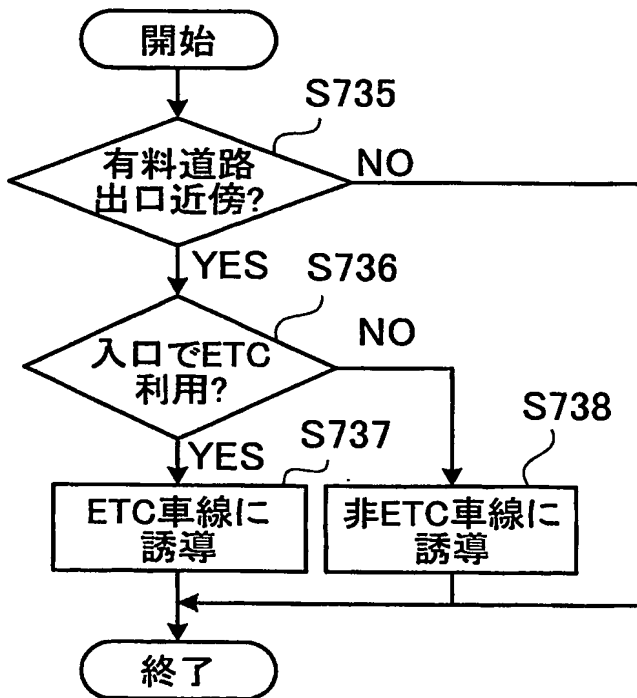 開始
S735
有料道路
出口近傍?
NO
YES
S736
入口でETC
利用?
NO
YES
S737
S738
ETC車線に
誘導
非ETC車線に
誘導
終了